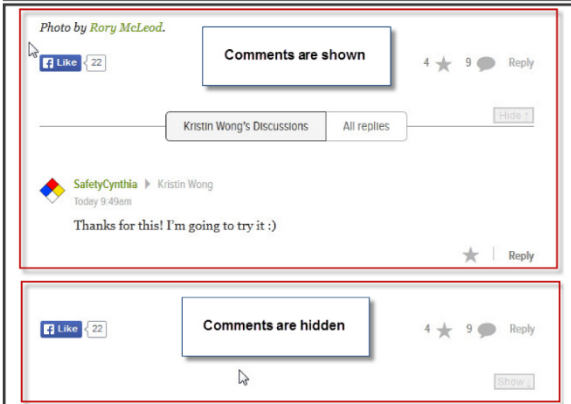 Photo by Rory McLeod.
Comments are shown
Like 22
4 9 Reply
Hide ↑
Kristin Wong's Discussions All replies
SafetyCynthia Kristin Wong
Today 9:49am
Thanks for this! I'm going to try it :)
Reply
Comments are hidden
Like 22
4 9 Reply
Show ↓